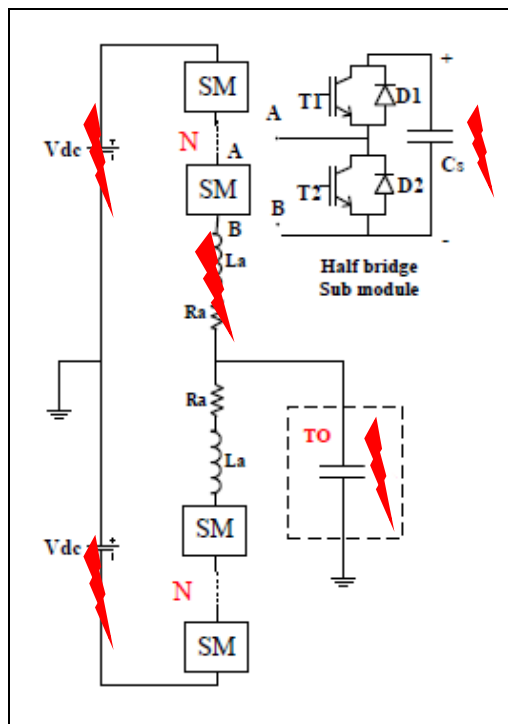 SM
T1
D1
+
A
Vdc
N
A
Cs
SM
T2
D2
B
-
B
La
Half bridge
Sub module
Ra
Ra
TO
La
SM
Vdc
N
SM